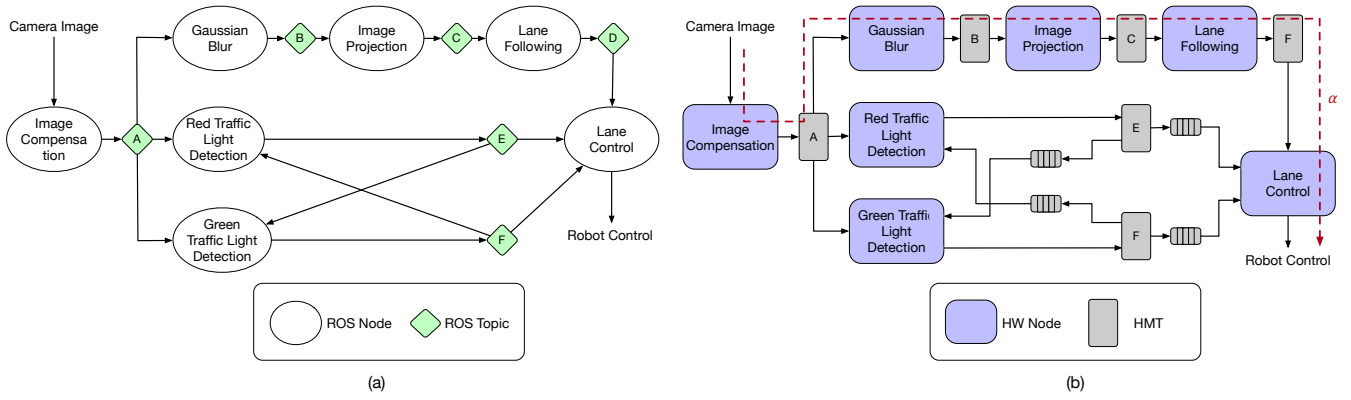 Camera Image
Gaussian
Blur
B
Image
Projection
C
Lane
Following
D
Image
Compensa
tion
A
Red Traffic
Light
Detection
E
Lane
Control
Green
Traffic Light
Detection
F
Robot Control
ROS Node
ROS Topic
(a)
Camera Image
Gaussian
Blur
B
Image
Projection
C
Lane
Following
F
α
Image
Compensation
A
Red Traffic
Light
Detection
E
Lane
Control
Green Traffic
Light
Detection
F
Robot Control
HW Node
HMT
(b)